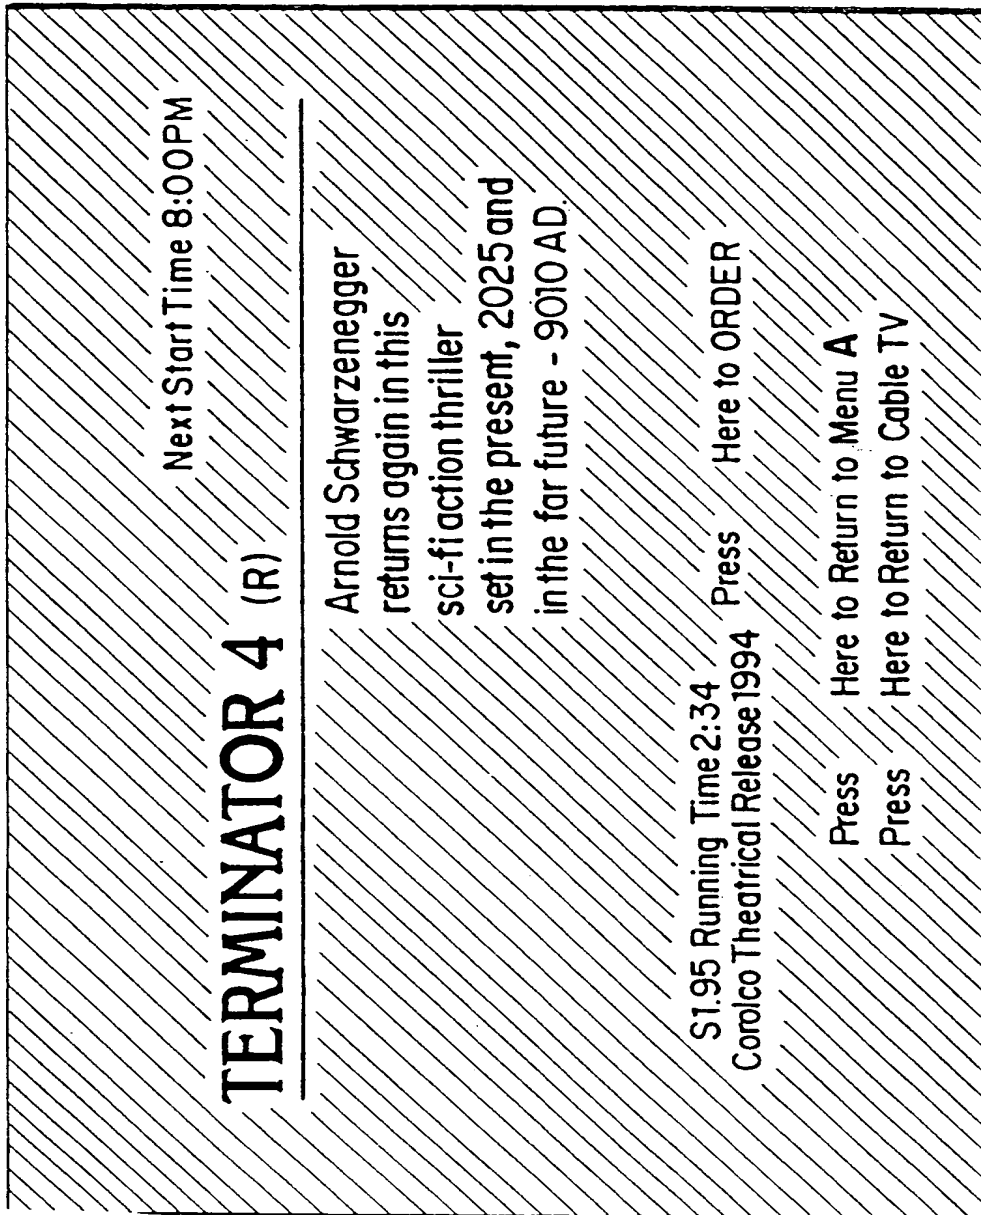 Next Start Time 8:00PM
TERMINATOR 4 (R)
Arnold Schwarzenegger
returns again in this
sci-fi action thriller
set in the present, 2025 and
in the far future - 9010 AD.
S1.95 Running Time 2:34
Corolco Theatrical Release 1994
Press Here to ORDER
Press Here to Return to Menu A
Press Here to Return to Cable TV